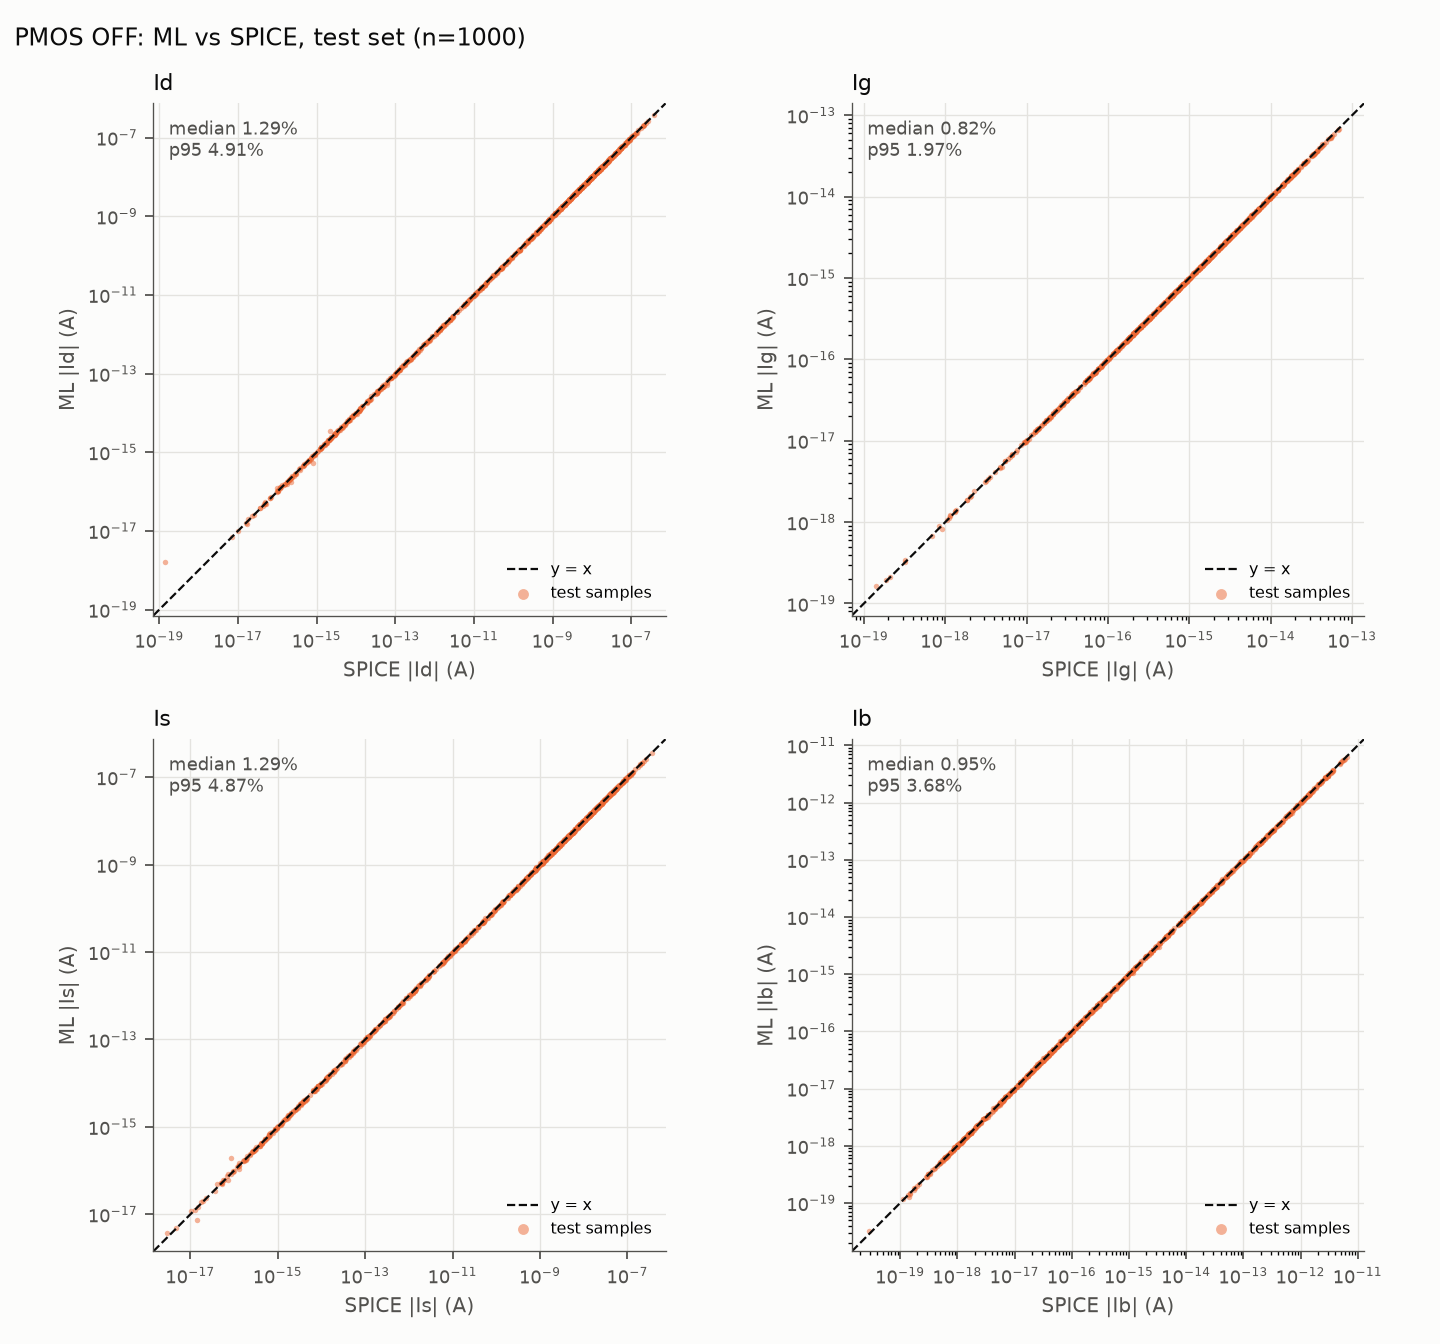 PMOS OFF: ML vs SPICE, test set (n=1000)
Id
median 1.29%
p95 4.91%
10⁻⁷
10⁻⁹
10⁻¹¹
10⁻¹³
10⁻¹⁵
10⁻¹⁷
10⁻¹⁹
ML |Id| (A)
y = x
test samples
10⁻¹⁹ 10⁻¹⁷ 10⁻¹⁵ 10⁻¹³ 10⁻¹¹ 10⁻⁹ 10⁻⁷
SPICE |Id| (A)
Ig
median 0.82%
p95 1.97%
10⁻¹³
10⁻¹⁴
10⁻¹⁵
10⁻¹⁶
10⁻¹⁷
10⁻¹⁸
10⁻¹⁹
ML |Ig| (A)
y = x
test samples
10⁻¹⁹ 10⁻¹⁸ 10⁻¹⁷ 10⁻¹⁶ 10⁻¹⁵ 10⁻¹⁴ 10⁻¹³
SPICE |Ig| (A)
Is
median 1.29%
p95 4.87%
10⁻⁷
10⁻⁹
10⁻¹¹
10⁻¹³
10⁻¹⁵
10⁻¹⁷
ML |Is| (A)
y = x
test samples
10⁻¹⁷ 10⁻¹⁵ 10⁻¹³ 10⁻¹¹ 10⁻⁹ 10⁻⁷
SPICE |Is| (A)
Ib
median 0.95%
p95 3.68%
10⁻¹¹
10⁻¹²
10⁻¹³
10⁻¹⁴
10⁻¹⁵
10⁻¹⁶
10⁻¹⁷
10⁻¹⁸
10⁻¹⁹
ML |Ib| (A)
y = x
test samples
10⁻¹⁹ 10⁻¹⁸ 10⁻¹⁷ 10⁻¹⁶ 10⁻¹⁵ 10⁻¹⁴ 10⁻¹³ 10⁻¹² 10⁻¹¹
SPICE |Ib| (A)